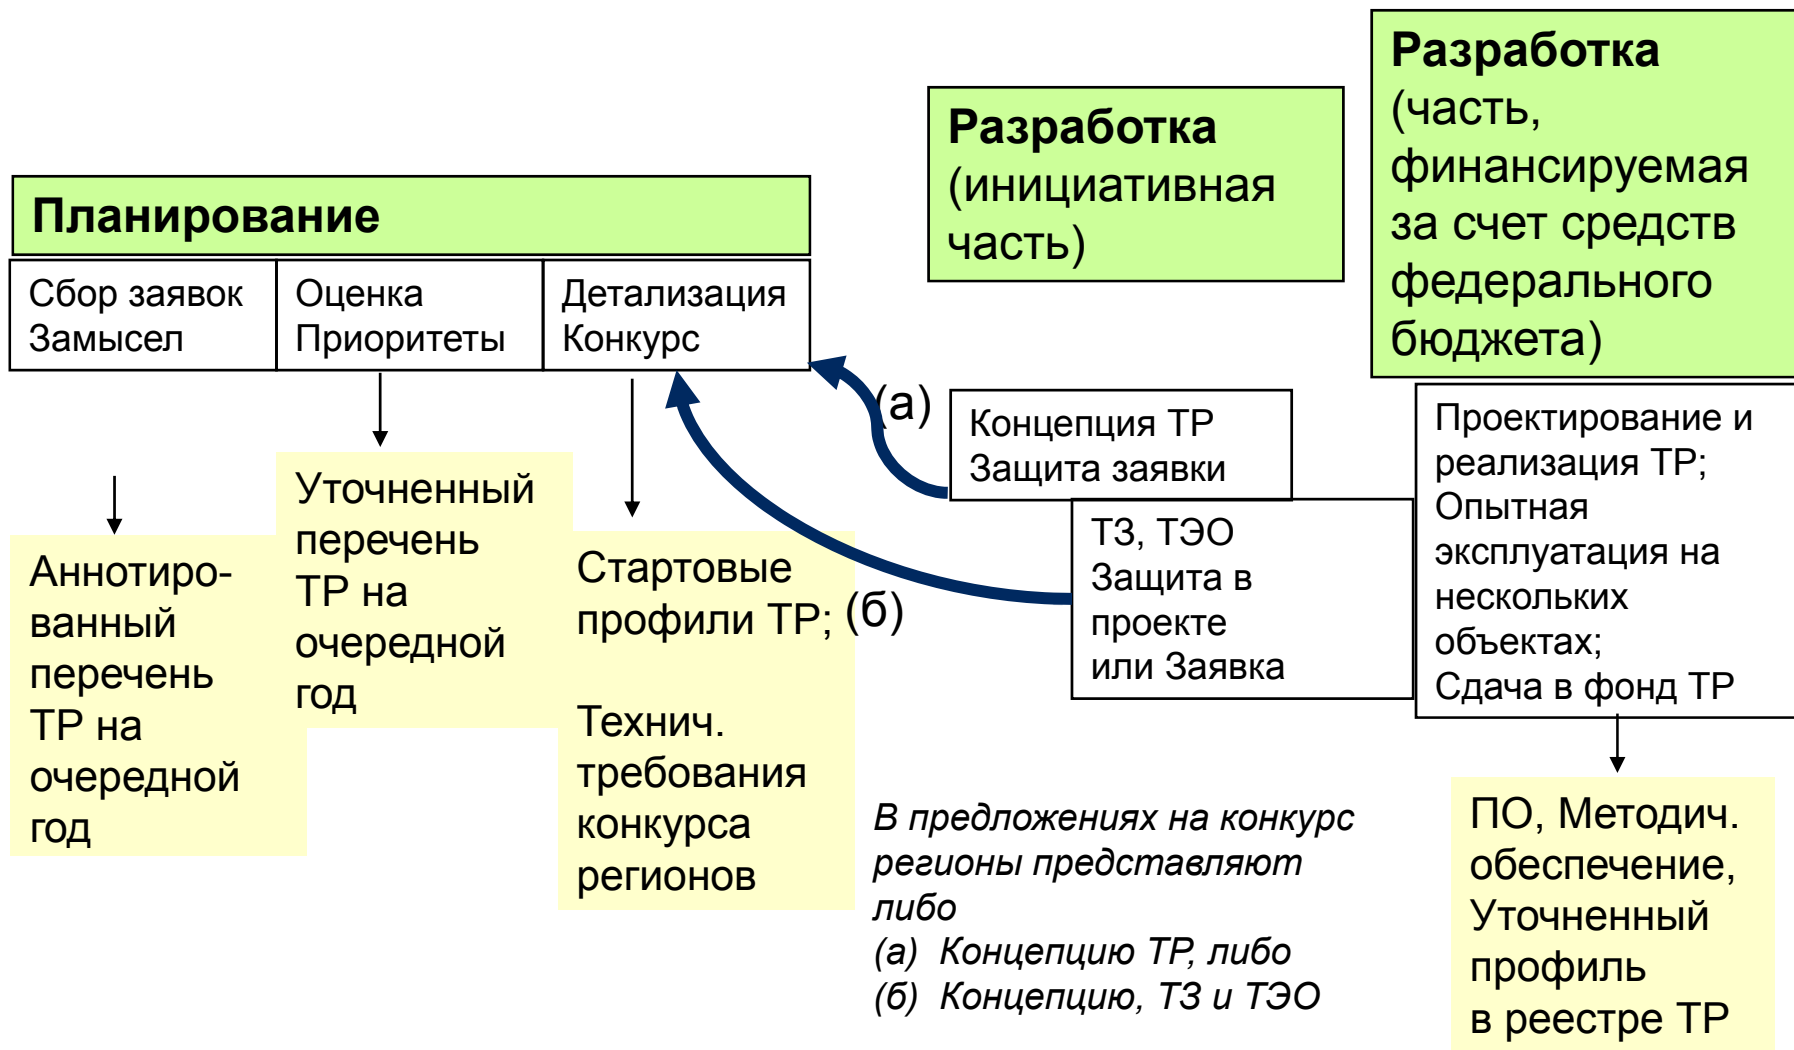 Планирование
Сбор заявок
Замысел
Оценка
Приоритеты
Детализация
Конкурс
Аннотиро-
ванный
перечень
ТР на
очередной
год
Уточненный
перечень
ТР на
очередной
год
Стартовые
профили ТР;
Технич.
требования
конкурса
регионов
Разработка
(инициативная
часть)
(а)
Концепция ТР
Защита заявки
(б)
ТЗ, ТЭО
Защита в
проекте
или Заявка
В предложениях на конкурс
регионы представляют
либо
(а) Концепцию ТР, либо
(б) Концепцию, ТЗ и ТЭО
Разработка
(часть,
финансируемая
за счет средств
федерального
бюджета)
Проектирование и
реализация ТР;
Опытная
эксплуатация на
нескольких
объектах;
Сдача в фонд ТР
ПО, Методич.
обеспечение,
Уточненный
профиль
в реестре ТР